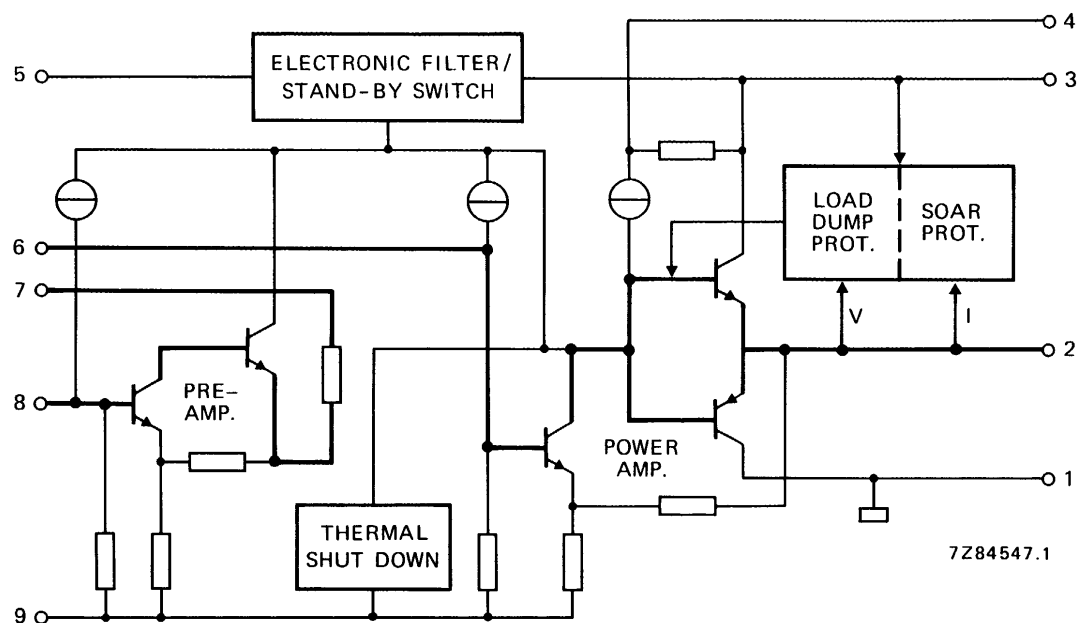 4
5
ELECTRONIC FILTER/
STAND-BY SWITCH
3
LOAD
DUMP
PROT.
SOAR
PROT.
6
7
V
I
2
8
PRE-
AMP.
POWER
AMP.
1
THERMAL
SHUT DOWN
7Z84547.1
9